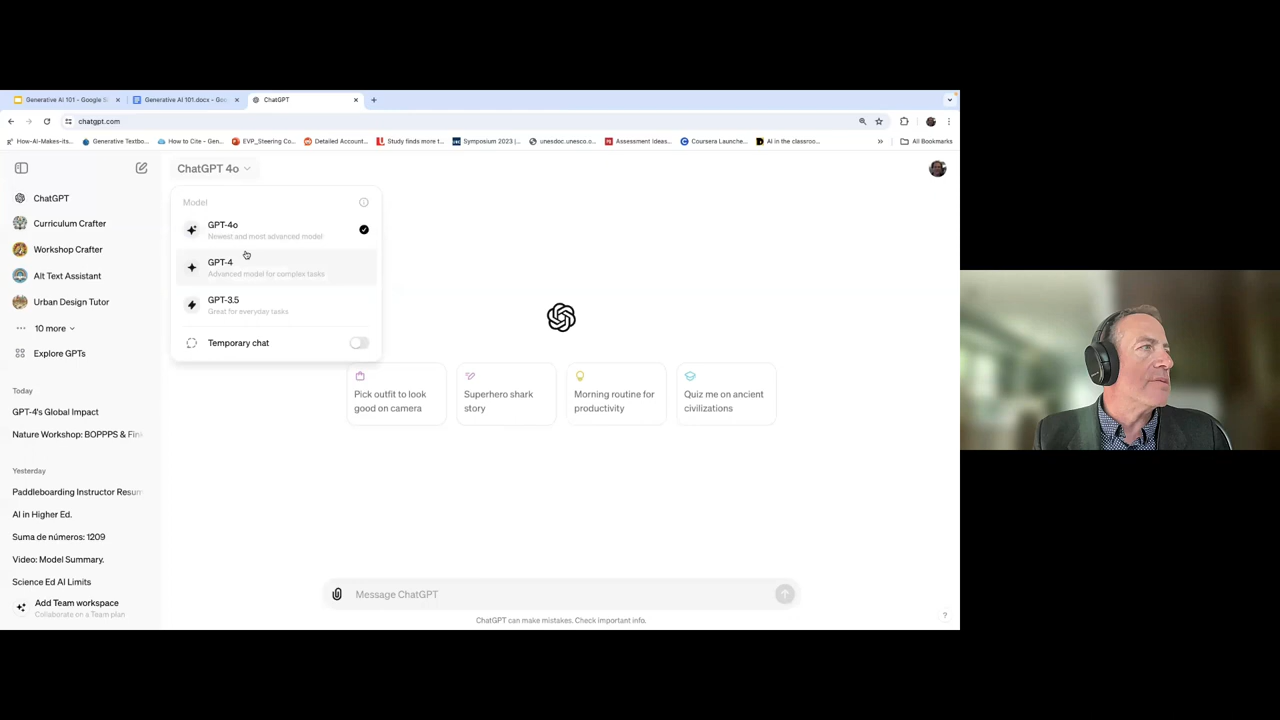 Generative AI 101 - Google S
Generative AI 101.docx - Goo
ChatGPT
chatgpt.com
How-AI-Makes-its...
Generative Textbo...
How to Cite - Gen...
EVP_Steering Co...
Detailed Account...
Study finds more t...
Symposium 2023 |...
unesdoc.unesco.o...
Assessment Ideas...
Coursera Launche...
AI in the classroo...
All Bookmarks
ChatGPT 4o
ChatGPT
Curriculum Crafter
Workshop Crafter
Alt Text Assistant
Urban Design Tutor
10 more
Explore GPTs
Today
GPT-4's Global Impact
Nature Workshop: BOPPPS & Fin
Yesterday
Paddleboarding Instructor Resum
AI in Higher Ed.
Suma de números: 1209
Video: Model Summary.
Science Ed AI Limits
Add Team workspace
Collaborate on a Team plan
Model
GPT-4o
Newest and most advanced model
GPT-4
Advanced model for complex tasks
GPT-3.5
Great for everyday tasks
Temporary chat
Pick outfit to look
good on camera
Superhero shark
story
Morning routine for
productivity
Quiz me on ancient
civilizations
Message ChatGPT
ChatGPT can make mistakes. Check important info.
?